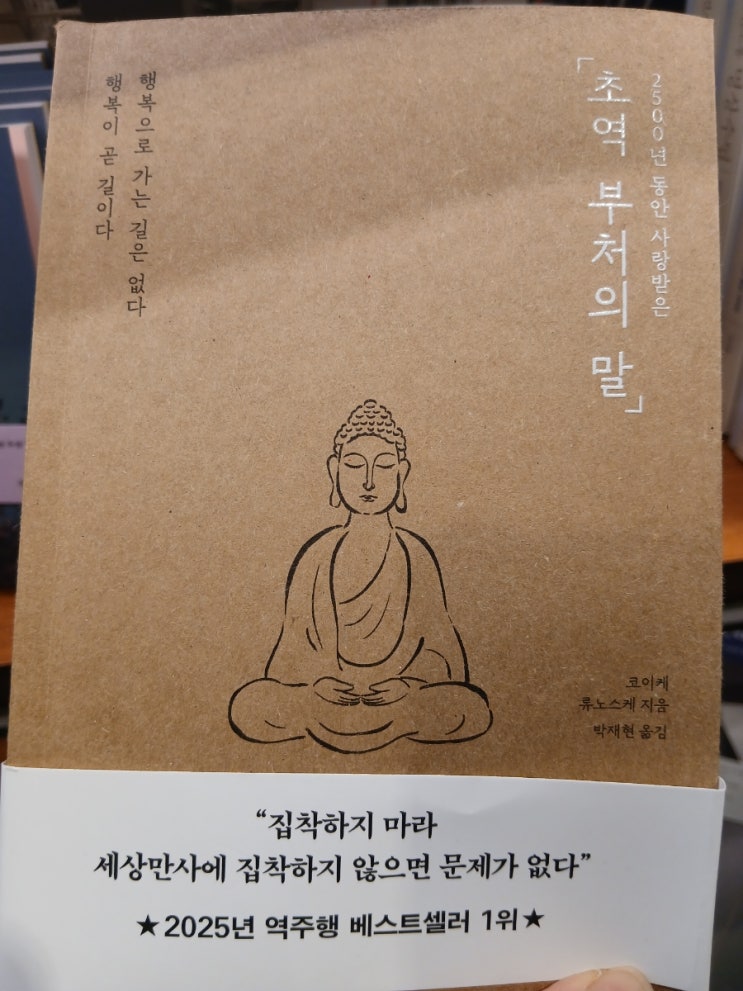 2500년 동안 사랑받은
「초역 부처의 말」
행복으로 가는 길은 없다
행복이 곧 길이다
코이케
류노스케 지음
박재현 옮김
“집착하지 마라
세상만사에 집착하지 않으면 문제가 없다”
★2025년 역주행 베스트셀러 1위★